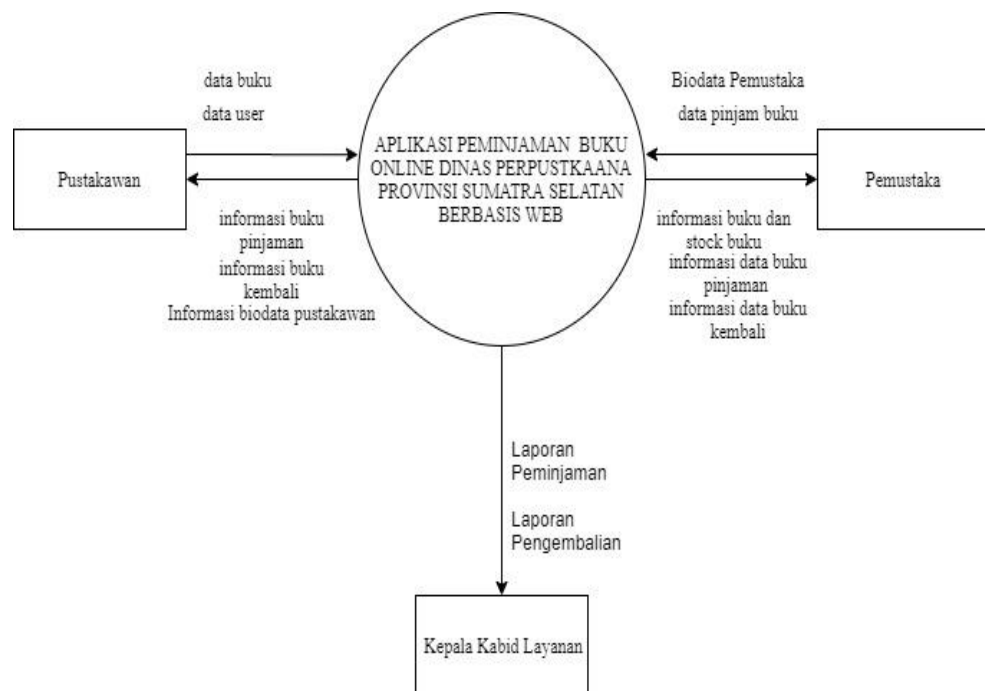 data buku
data user
Pustakawan
informasi buku
pinjaman
informasi buku
kembali
Informasi biodata pustakawan
APLIKASI PEMINJAMAN BUKU
ONLINE DINAS PERPUSTKAANA
PROVINSI SUMATRA SELATAN
BERBASIS WEB
Biodata Pemustaka
data pinjam buku
Pemustaka
informasi buku dan
stock buku
informasi data buku
pinjaman
informasi data buku
kembali
Laporan
Peminjaman
Laporan
Pengembalian
Kepala Kabid Layanan